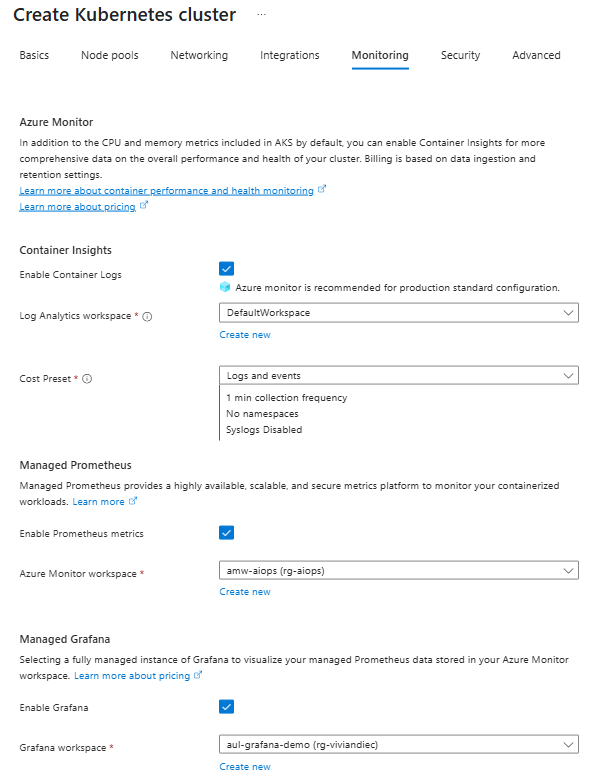 Create Kubernetes cluster ...
Basics Node pools Networking Integrations Monitoring Security Advanced
Azure Monitor
In addition to the CPU and memory metrics included in AKS by default, you can enable Container Insights for more
comprehensive data on the overall performance and health of your cluster. Billing is based on data ingestion and
retention settings.
Learn more about container performance and health monitoring
Learn more about pricing
Container Insights
Enable Container Logs
Azure monitor is recommended for production standard configuration.
Log Analytics workspace * DefaultWorkspace
Create new
Cost Preset * Logs and events
1 min collection frequency
No namespaces
Syslogs Disabled
Managed Prometheus
Managed Prometheus provides a highly available, scalable, and secure metrics platform to monitor your containerized
workloads. Learn more
Enable Prometheus metrics
Azure Monitor workspace * amw-aiops (rg-aiops)
Create new
Managed Grafana
Selecting a fully managed instance of Grafana to visualize your managed Prometheus data stored in your Azure Monitor
workspace. Learn more about pricing
Enable Grafana
Grafana workspace * aul-grafana-demo (rg-viviandiec)
Create new